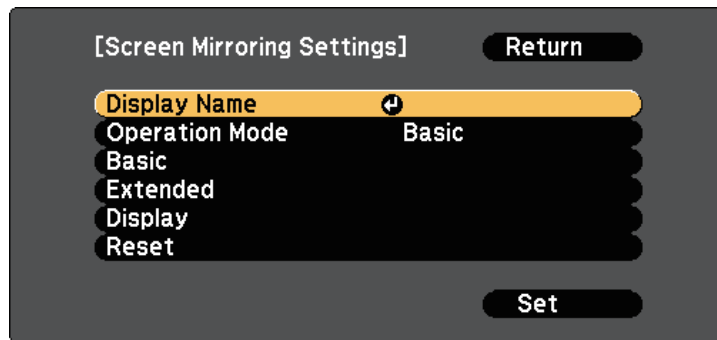 [Screen Mirroring Settings] Return
Display Name
Operation Mode Basic
Basic
Extended
Display
Reset
Set